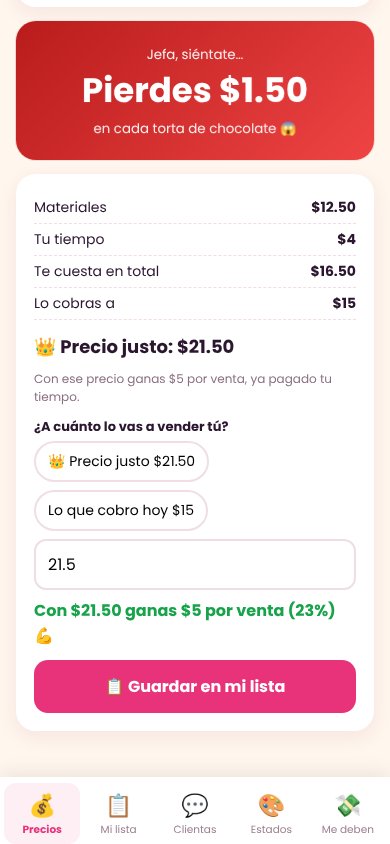 Jefa, siéntate...
Pierdes $1.50
en cada torta de chocolate 😱
Materiales $12.50
Tu tiempo $4
Te cuesta en total $16.50
Lo cobras a $15
👑 Precio justo: $21.50
Con ese precio ganas $5 por venta, ya pagado tu
tiempo.
¿A cuánto lo vas a vender tú?
👑 Precio justo $21.50
Lo que cobro hoy $15
21.5
Con $21.50 ganas $5 por venta (23%)
💪
📋 Guardar en mi lista
💰 📋 💬 🎨 💸
Precios Mi lista Clientas Estados Me deben